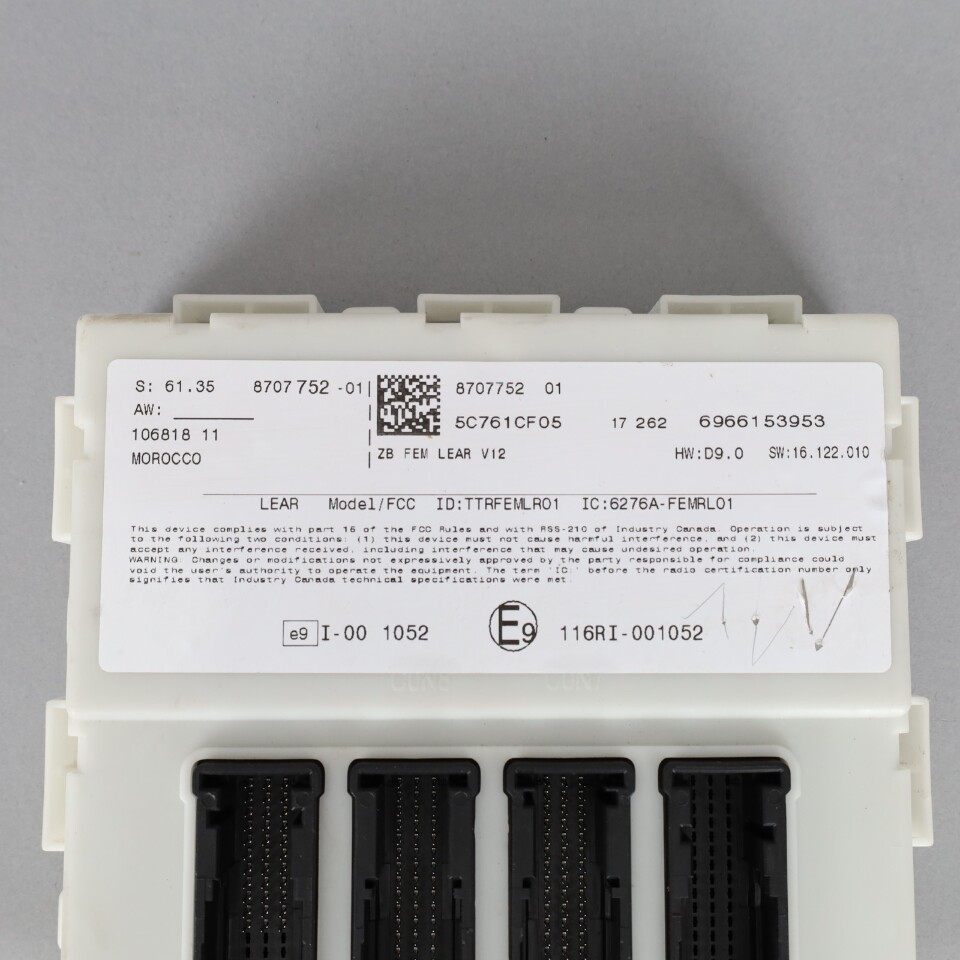 S: 61.35 8707 752 -01 8707752 01
AW: 5C761CF05 17 262 6966153953
106818 11
MOROCCO ZB FEM LEAR V12 HW:D9.0 SW:16.122.010
LEAR Model/FCC ID:TTRFEMLR01 IC:6276A-FEMRL01
This device complies with part 16 of the FCC Rules and with RSS-210 of Industry Canada. Operation is subject
to the following two conditions: (1) this device must not cause harmful interference, and (2) this device must
accept any interference received, including interference that may cause undesired operation.
WARNING: Changes or modifications not expressively approved by the party responsible for compliance could
void the user's authority to operate the equipment. The term 'IC:' before the radio certification number only
signifies that Industry Canada technical specifications were met.
e9 I-00 1052 E9 116RI-001052